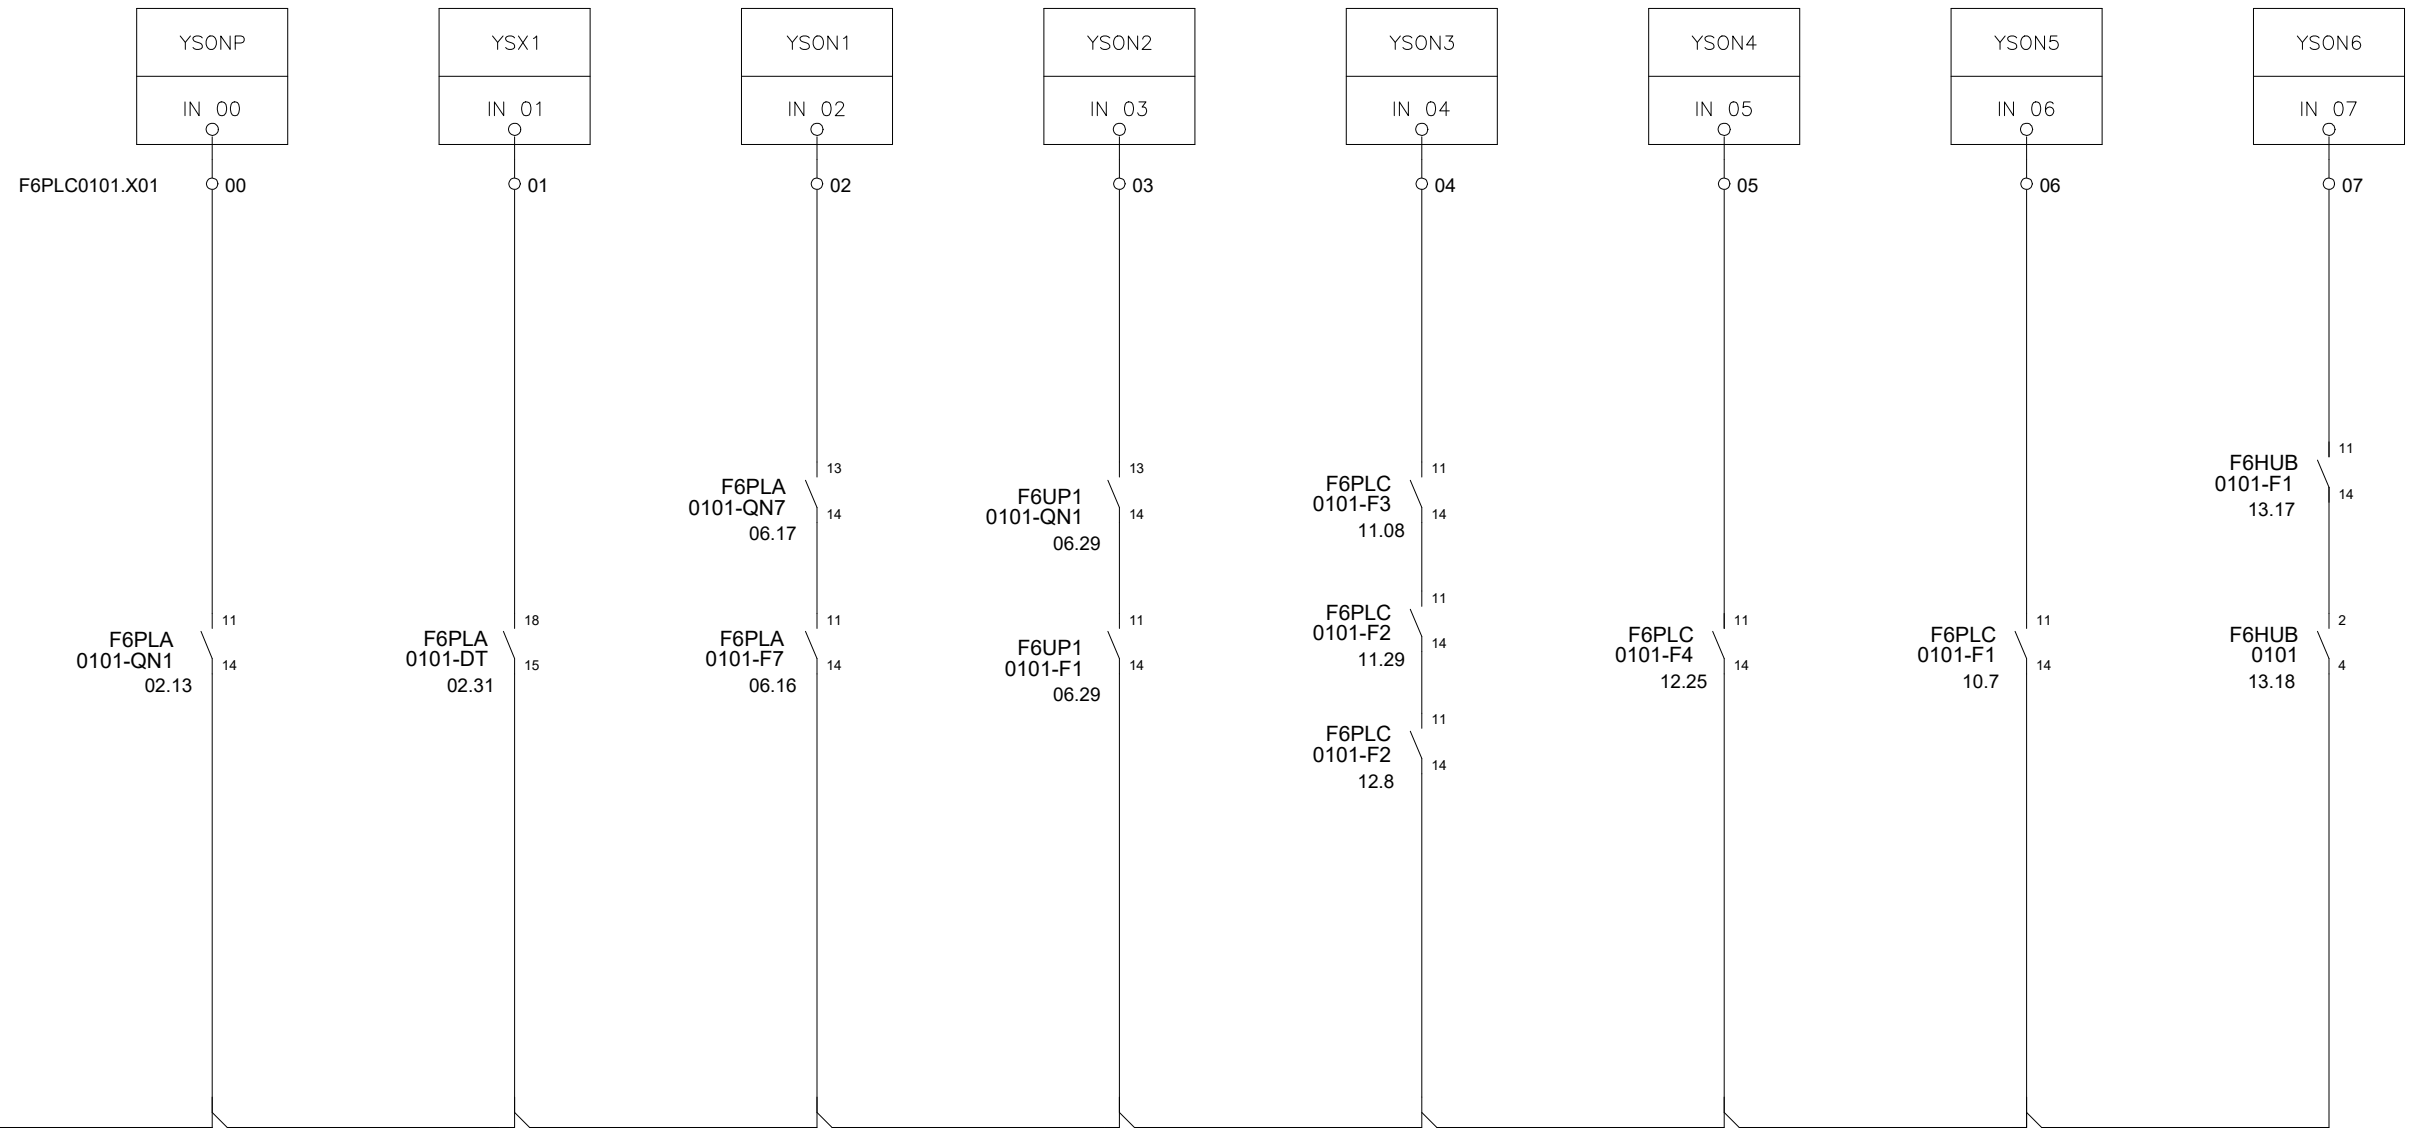 YSONP
YSX1
YSON1
YSON2
YSON3
YSON4
YSON5
YSON6
IN 00
IN 01
IN 02
IN 03
IN 04
IN 05
IN 06
IN 07
F6PLC0101.X01
00
01
02
03
04
05
06
07
F6PLA
0101-QN1
02.13
11
14
F6PLA
0101-DT
02.31
18
15
F6PLA
0101-QN7
06.17
13
14
F6PLA
0101-F7
06.16
11
14
F6UP1
0101-QN1
06.29
13
14
F6UP1
0101-F1
06.29
11
14
F6PLC
0101-F3
11.08
11
14
F6PLC
0101-F2
11.29
11
14
F6PLC
0101-F2
12.8
11
14
F6PLC
0101-F4
12.25
11
14
F6PLC
0101-F1
10.7
11
14
F6HUB
0101-F1
13.17
11
14
F6HUB
0101
13.18
2
4